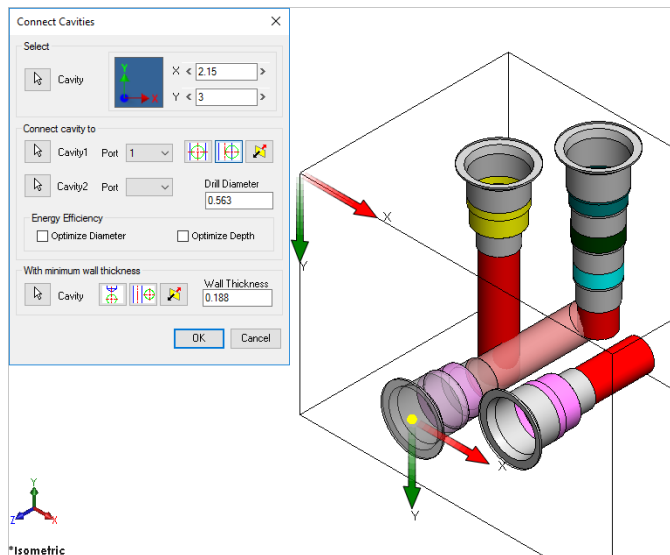 Connect Cavities
Select
Cavity
Y
X
X < 2.15 >
Y < 3 >
Connect cavity to
Cavity1 Port 1
Cavity2 Port
Drill Diameter
0.563
Energy Efficiency
Optimize Diameter
Optimize Depth
With minimum wall thickness
Cavity
Wall Thickness
0.188
OK
Cancel
X
Y
X
Y
Y
Z
X
*Isometric